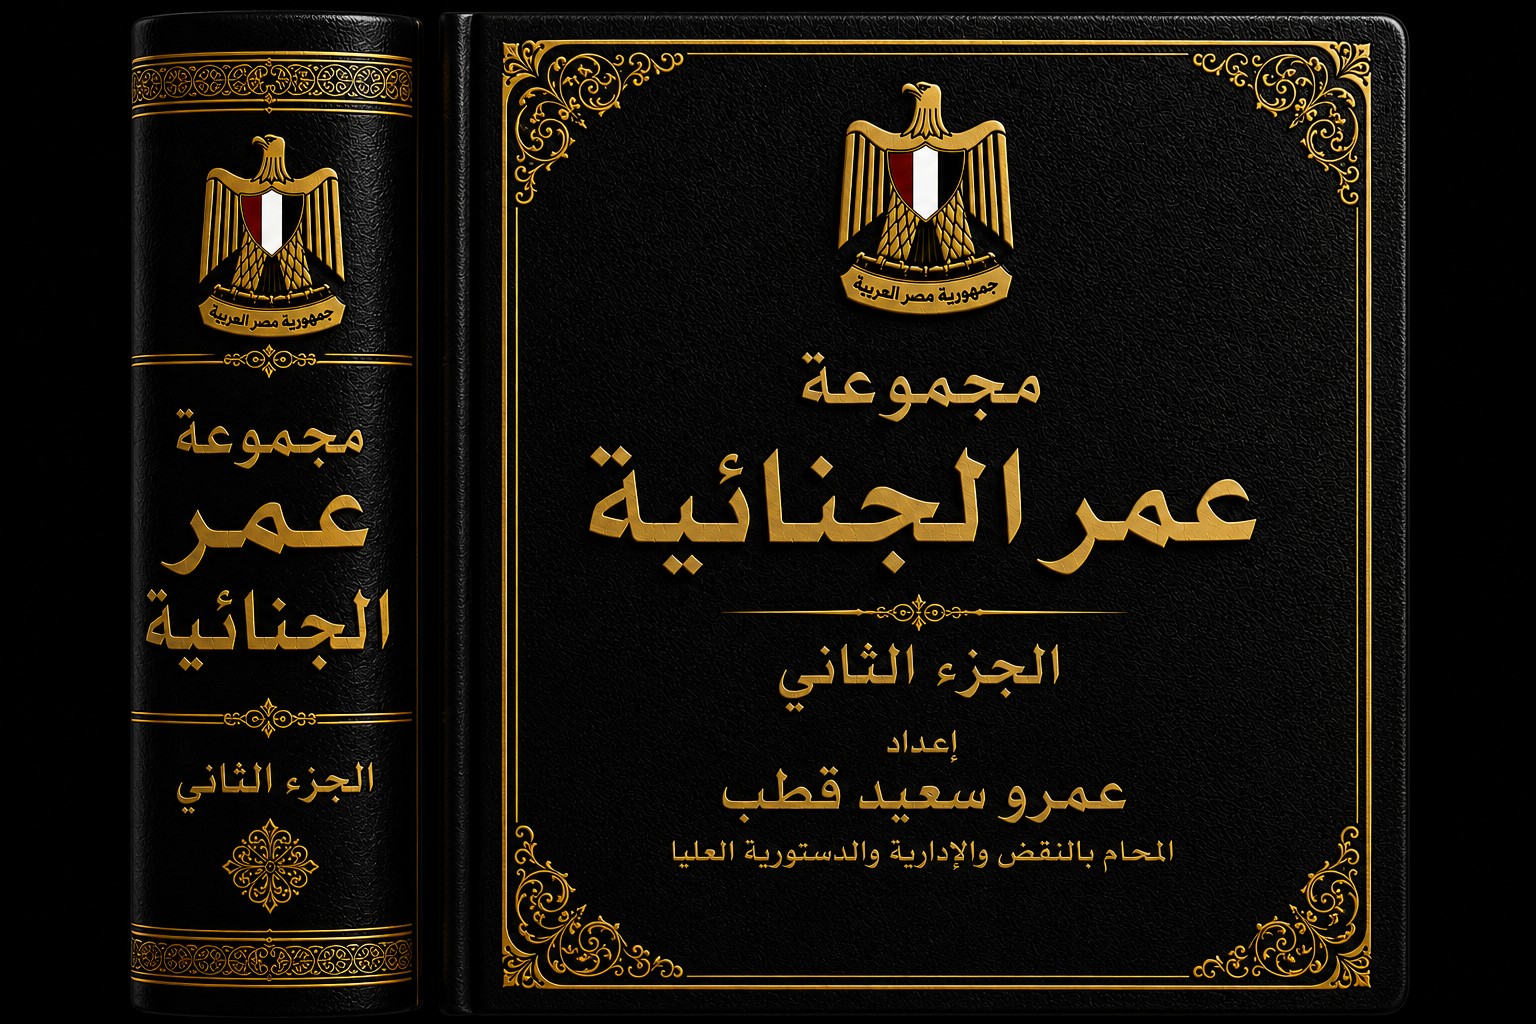 جمهورية مصر العربية
مجموعة
عمر الجنائية
الجزء الثاني
إعداد
عمرو سعيد قطب
المحام بالنقض والإدارية والدستورية العليا
جمهورية مصر العربية
مجموعة
عمر
الجنائية
الجزء الثاني